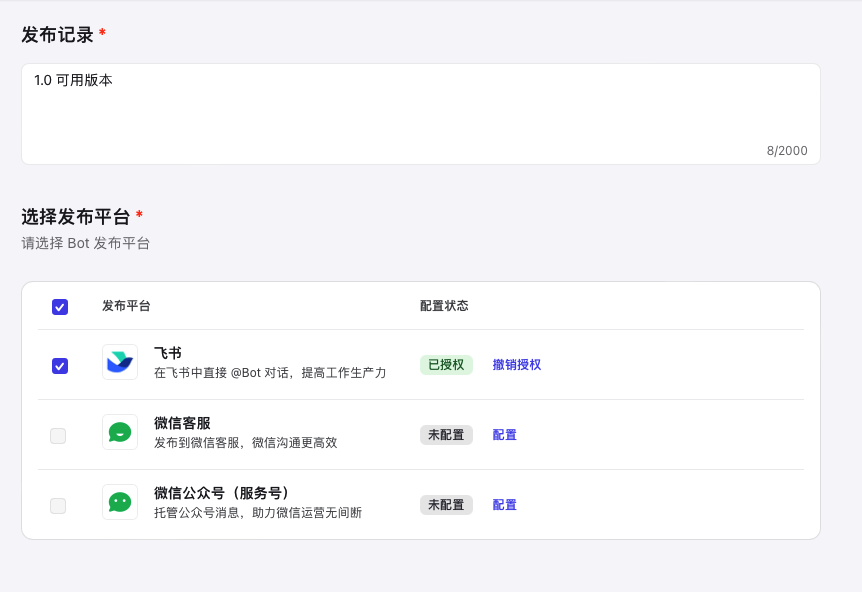 发布记录 *
1.0 可用版本
8/2000
选择发布平台 *
请选择 Bot 发布平台
发布平台 配置状态
飞书
在飞书中直接 @Bot 对话，提高工作生产力
已授权 撤销授权
微信客服
发布到微信客服，微信沟通更高效
未配置 配置
微信公众号（服务号）
托管公众号消息，助力微信运营无间断
未配置 配置